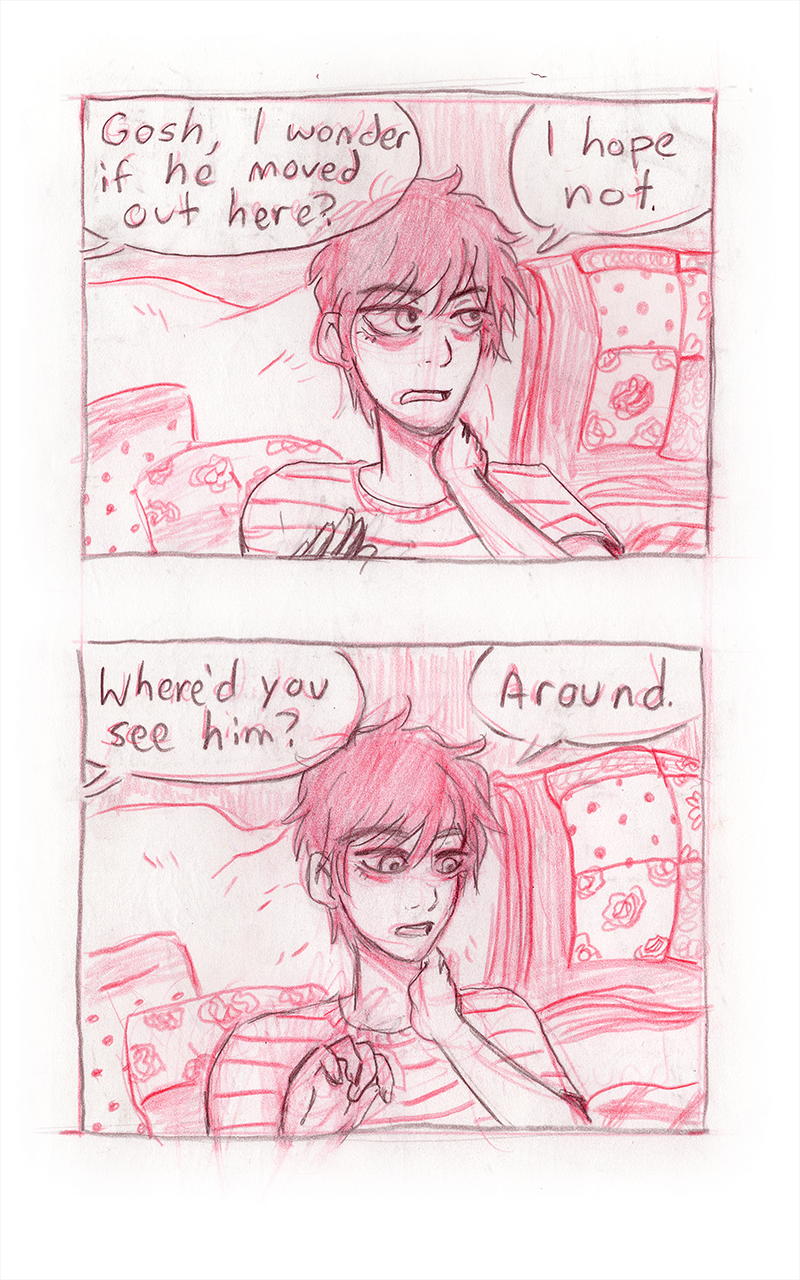 Gosh, I wonder
if he moved
out here?
I hope
not.
Where'd you
see him?
Around.